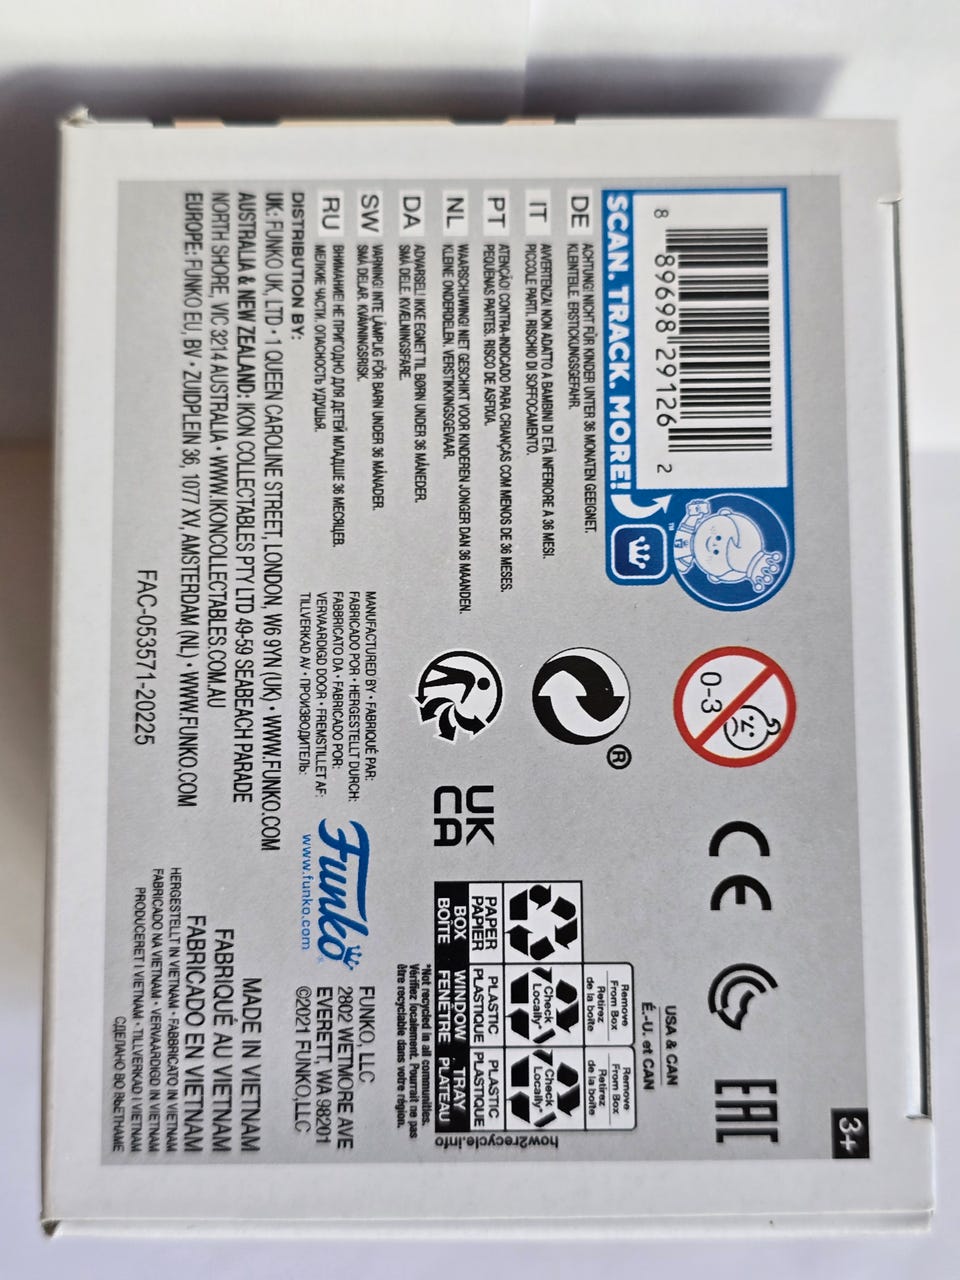 8 89698 29126 2
SCAN. TRACK. MORE!
™
0-3
CE
EAC
3+
DE ACHTUNG! NICHT FÜR KINDER UNTER 36 MONATEN GEEIGNET.
KLEINTEILE. ERSTICKUNGSGEFAHR.
IT AVVERTENZA! NON ADATTO A BAMBINI DI ETÀ INFERIORE A 36 MESI.
PICCOLE PARTI. RISCHIO DI SOFFOCAMENTO.
PT ATENÇÃO! CONTRA-INDICADO PARA CRIANÇAS COM MENOS DE 36 MESES.
PEQUENAS PARTES. RISCO DE ASFIXIA.
NL WAARSCHUWING! NIET GESCHIKT VOOR KINDEREN JONGER DAN 36 MAANDEN.
KLEINE ONDERDELEN. VERSTIKKINGSGEVAAR.
DA ADVARSEL! IKKE EGNET TIL BØRN UNDER 36 MÅNEDER.
SMÅ DELE. KVÆLNINGSFARE.
SW VARNING! INTE LÄMPLIG FÖR BARN UNDER 36 MÅNADER.
SMÅ DELAR. KVÄVNINGSRISK.
RU ВНИМАНИЕ! НЕ ПРИГОДНО ДЛЯ ДЕТЕЙ МЛАДШЕ 36 МЕСЯЦЕВ.
МЕЛКИЕ ЧАСТИ. ОПАСНОСТЬ УДУШЬЯ.
®
UK
CA
USA & CAN
É.-U. et CAN
Remove
From Box
Retirez
de la boîte
Remove
From Box
Retirez
de la boîte
Check
Locally*
Check
Locally*
PAPER
PAPIER
PLASTIC
PLASTIQUE
PLASTIC
PLASTIQUE
BOX
BOÎTE
WINDOW
FENÊTRE
TRAY
PLATEAU
how2recycle.info
*Not recycled in all communities.
Vérifiez localement. Pourrait ne pas
être recyclable dans votre région.
MANUFACTURED BY • FABRIQUÉ PAR:
FABRICADO POR • HERGESTELLT DURCH:
FABBRICATO DA • FABRICADO POR:
VERVAARDIGD DOOR • FREMSTILLET AF:
TILLVERKAD AV • ПРОИЗВОДИТЕЛЬ:
Funko
www.funko.com
FUNKO, LLC
2802 WETMORE AVE
EVERETT, WA 98201
©2021 FUNKO,LLC
DISTRIBUTION BY:
UK: FUNKO UK, LTD • 1 QUEEN CAROLINE STREET, LONDON, W6 9YN (UK) • WWW.FUNKO.COM
AUSTRALIA & NEW ZEALAND: IKON COLLECTABLES PTY LTD 49-59 SEABEACH PARADE
NORTH SHORE, VIC 3214 AUSTRALIA • WWW.IKONCOLLECTABLES.COM.AU
EUROPE: FUNKO EU, BV • ZUIDPLEIN 36, 1077 XV, AMSTERDAM (NL) • WWW.FUNKO.COM
FAC-053571-20225
MADE IN VIETNAM
FABRIQUÉ AU VIETNAM
FABRICADO EN VIETNAM
HERGESTELLT IN VIETNAM • FABBRICATO IN VIETNAM
FABRICADO NA VIETNAM • VERVAARDIGD IN VIETNAM
PRODUCERET I VIETNAM • TILLVERKAD I VIETNAM
СДЕЛАНО ВО ВЬЕТНАМЕ